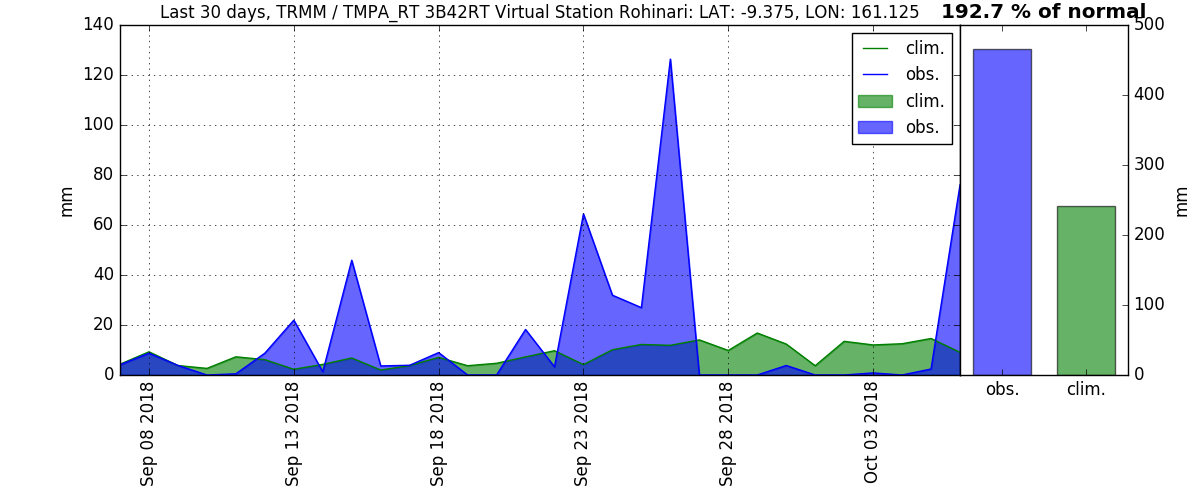 Last 30 days, TRMM / TMPA_RT 3B42RT Virtual Station Rohinari: LAT: -9.375, LON: 161.125
192.7 % of normal
140
120
100
80
60
40
20
0
mm
clim.
obs.
clim.
obs.
Sep 08 2018
Sep 13 2018
Sep 18 2018
Sep 23 2018
Sep 28 2018
Oct 03 2018
500
400
300
200
100
0
mm
obs.
clim.